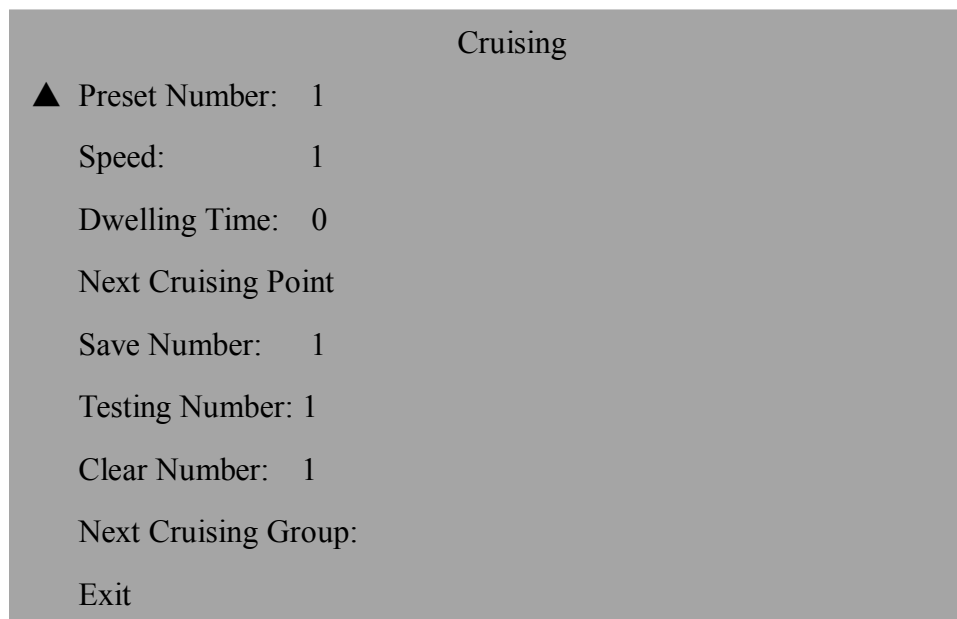 Cruising
▲ Preset Number: 1
Speed: 1
Dwelling Time: 0
Next Cruising Point
Save Number: 1
Testing Number: 1
Clear Number: 1
Next Cruising Group:
Exit